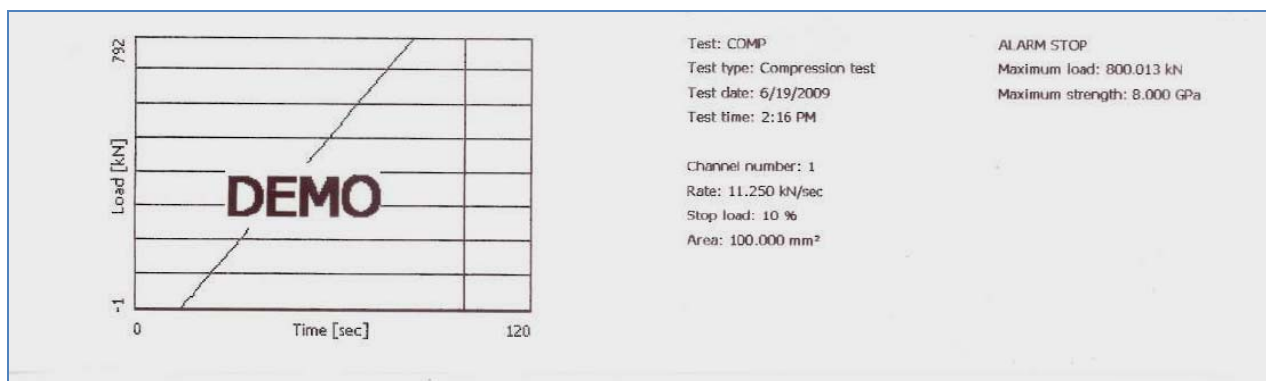 792
Load [kN]
-1
DEMO
0
Time [sec]
120
Test: COMP
Test type: Compression test
Test date: 6/19/2009
Test time: 2:16 PM
Channel number: 1
Rate: 11.250 kN/sec
Stop load: 10 %
Area: 100.000 mm²
ALARM STOP
Maximum load: 800.013 kN
Maximum strength: 8.000 GPa